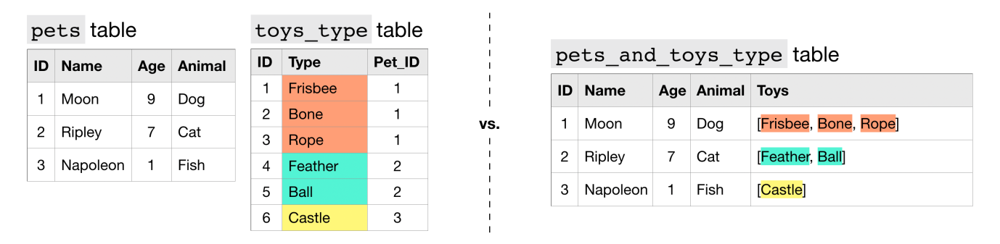 pets table
ID Name Age Animal
1 Moon 9 Dog
2 Ripley 7 Cat
3 Napoleon 1 Fish
toys_type table
ID Type Pet_ID
1 Frisbee 1
2 Bone 1
3 Rope 1
4 Feather 2
5 Ball 2
6 Castle 3
vs.
pets_and_toys_type table
ID Name Age Animal Toys
1 Moon 9 Dog [Frisbee, Bone, Rope]
2 Ripley 7 Cat [Feather, Ball]
3 Napoleon 1 Fish [Castle]